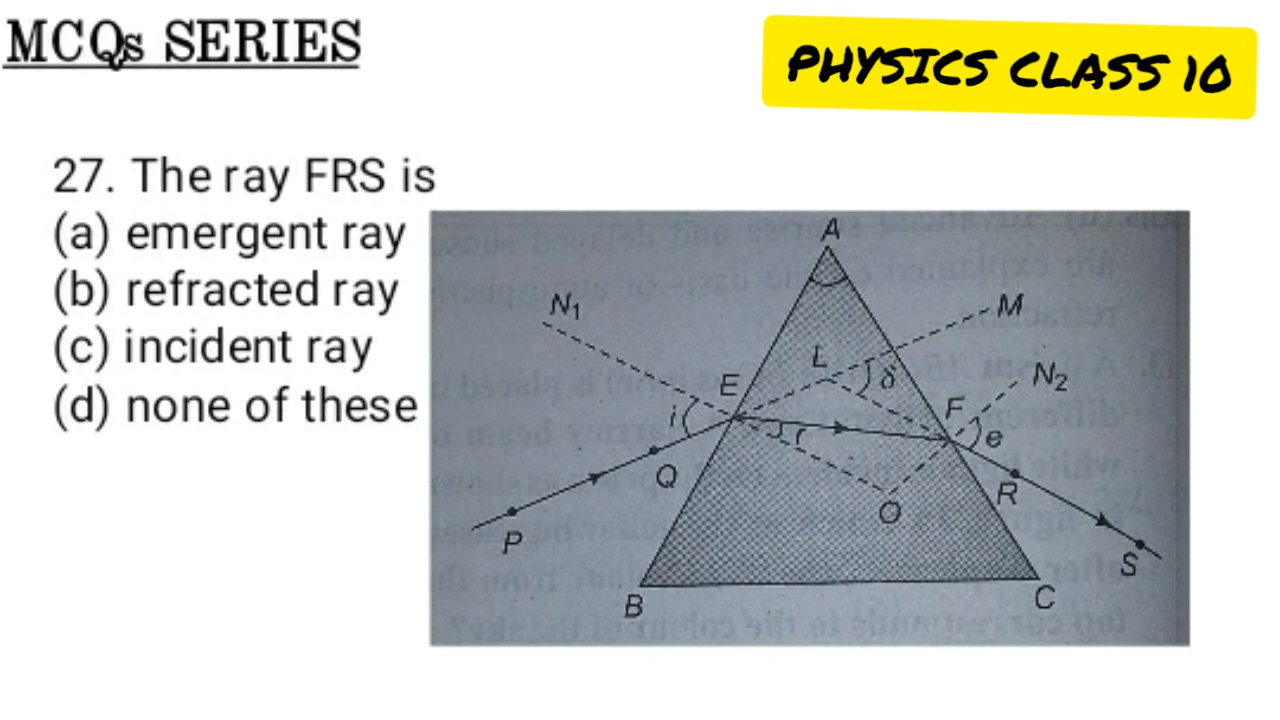 MCQs SERIES
PHYSICS CLASS 10
27. The ray FRS is
(a) emergent ray
(b) refracted ray
(c) incident ray
(d) none of these
A
N₁
M
L
δ
N₂
E
F
i
r
e
Q
R
O
P
S
B
C